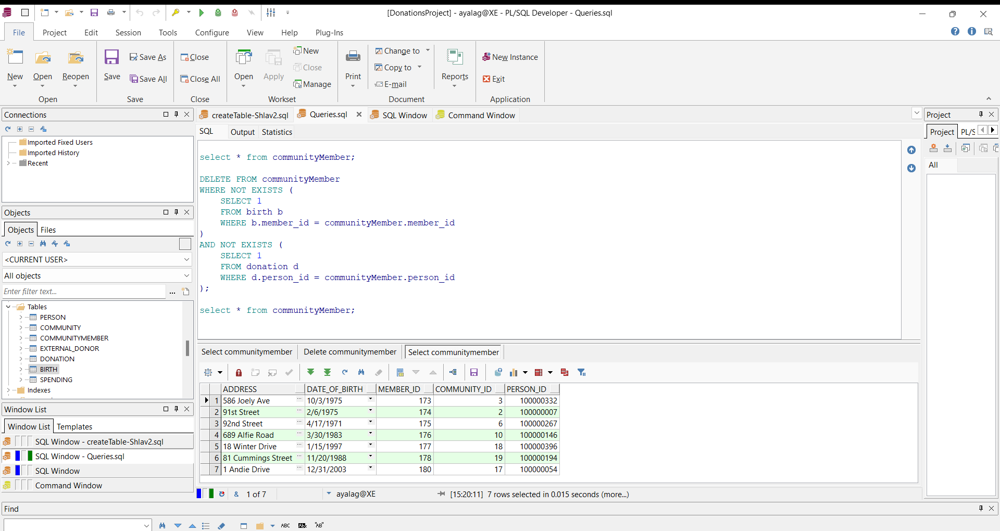 [DonationsProject] - ayalag@XE - PL/SQL Developer - Queries.sql
File Project Edit Session Tools Configure View Help Plug-Ins
New Open Reopen
Open
Save Save As Save All
Save
Close Close All
Close
Open Apply New Close Manage
Workset
Print Change to Copy to E-mail Reports
Document
New Instance Exit
Application
Connections
Imported Fixed Users
Imported History
Recent
Objects
Objects Files
<CURRENT USER>
All objects
Enter filter text...
...
Tables
PERSON
COMMUNITY
COMMUNITYMEMBER
EXTERNAL_DONOR
DONATION
BIRTH
SPENDING
Indexes
Window List
Window List Templates
SQL Window - createTable-Shlav2.sql
SQL Window - Queries.sql
SQL Window
Command Window
createTable-Shlav2.sql Queries.sql SQL Window Command Window
SQL Output Statistics
select * from communityMember;
DELETE FROM communityMember
WHERE NOT EXISTS (
SELECT 1
FROM birth b
WHERE b.member_id = communityMember.member_id
)
AND NOT EXISTS (
SELECT 1
FROM donation d
WHERE d.person_id = communityMember.person_id
);
select * from communityMember;
Select communitymember Delete communitymember Select communitymember
ADDRESS DATE_OF_BIRTH MEMBER_ID COMMUNITY_ID PERSON_ID
1 586 Joely Ave ... 10/3/1975 173 3 100000332
2 91st Street ... 2/6/1975 174 2 100000007
3 92nd Street ... 4/17/1971 175 6 100000267
4 689 Alfie Road ... 3/30/1983 176 10 100000146
5 18 Winter Drive ... 1/15/1997 177 18 100000396
6 81 Cummings Street ... 11/20/1988 178 19 100000194
7 1 Andie Drive ... 12/31/2003 180 17 100000054
& 1 of 7 ayalag@XE [15:20:11] 7 rows selected in 0.015 seconds (more...)
Project
Project PL/S
All
Find
ABC AB "AB"